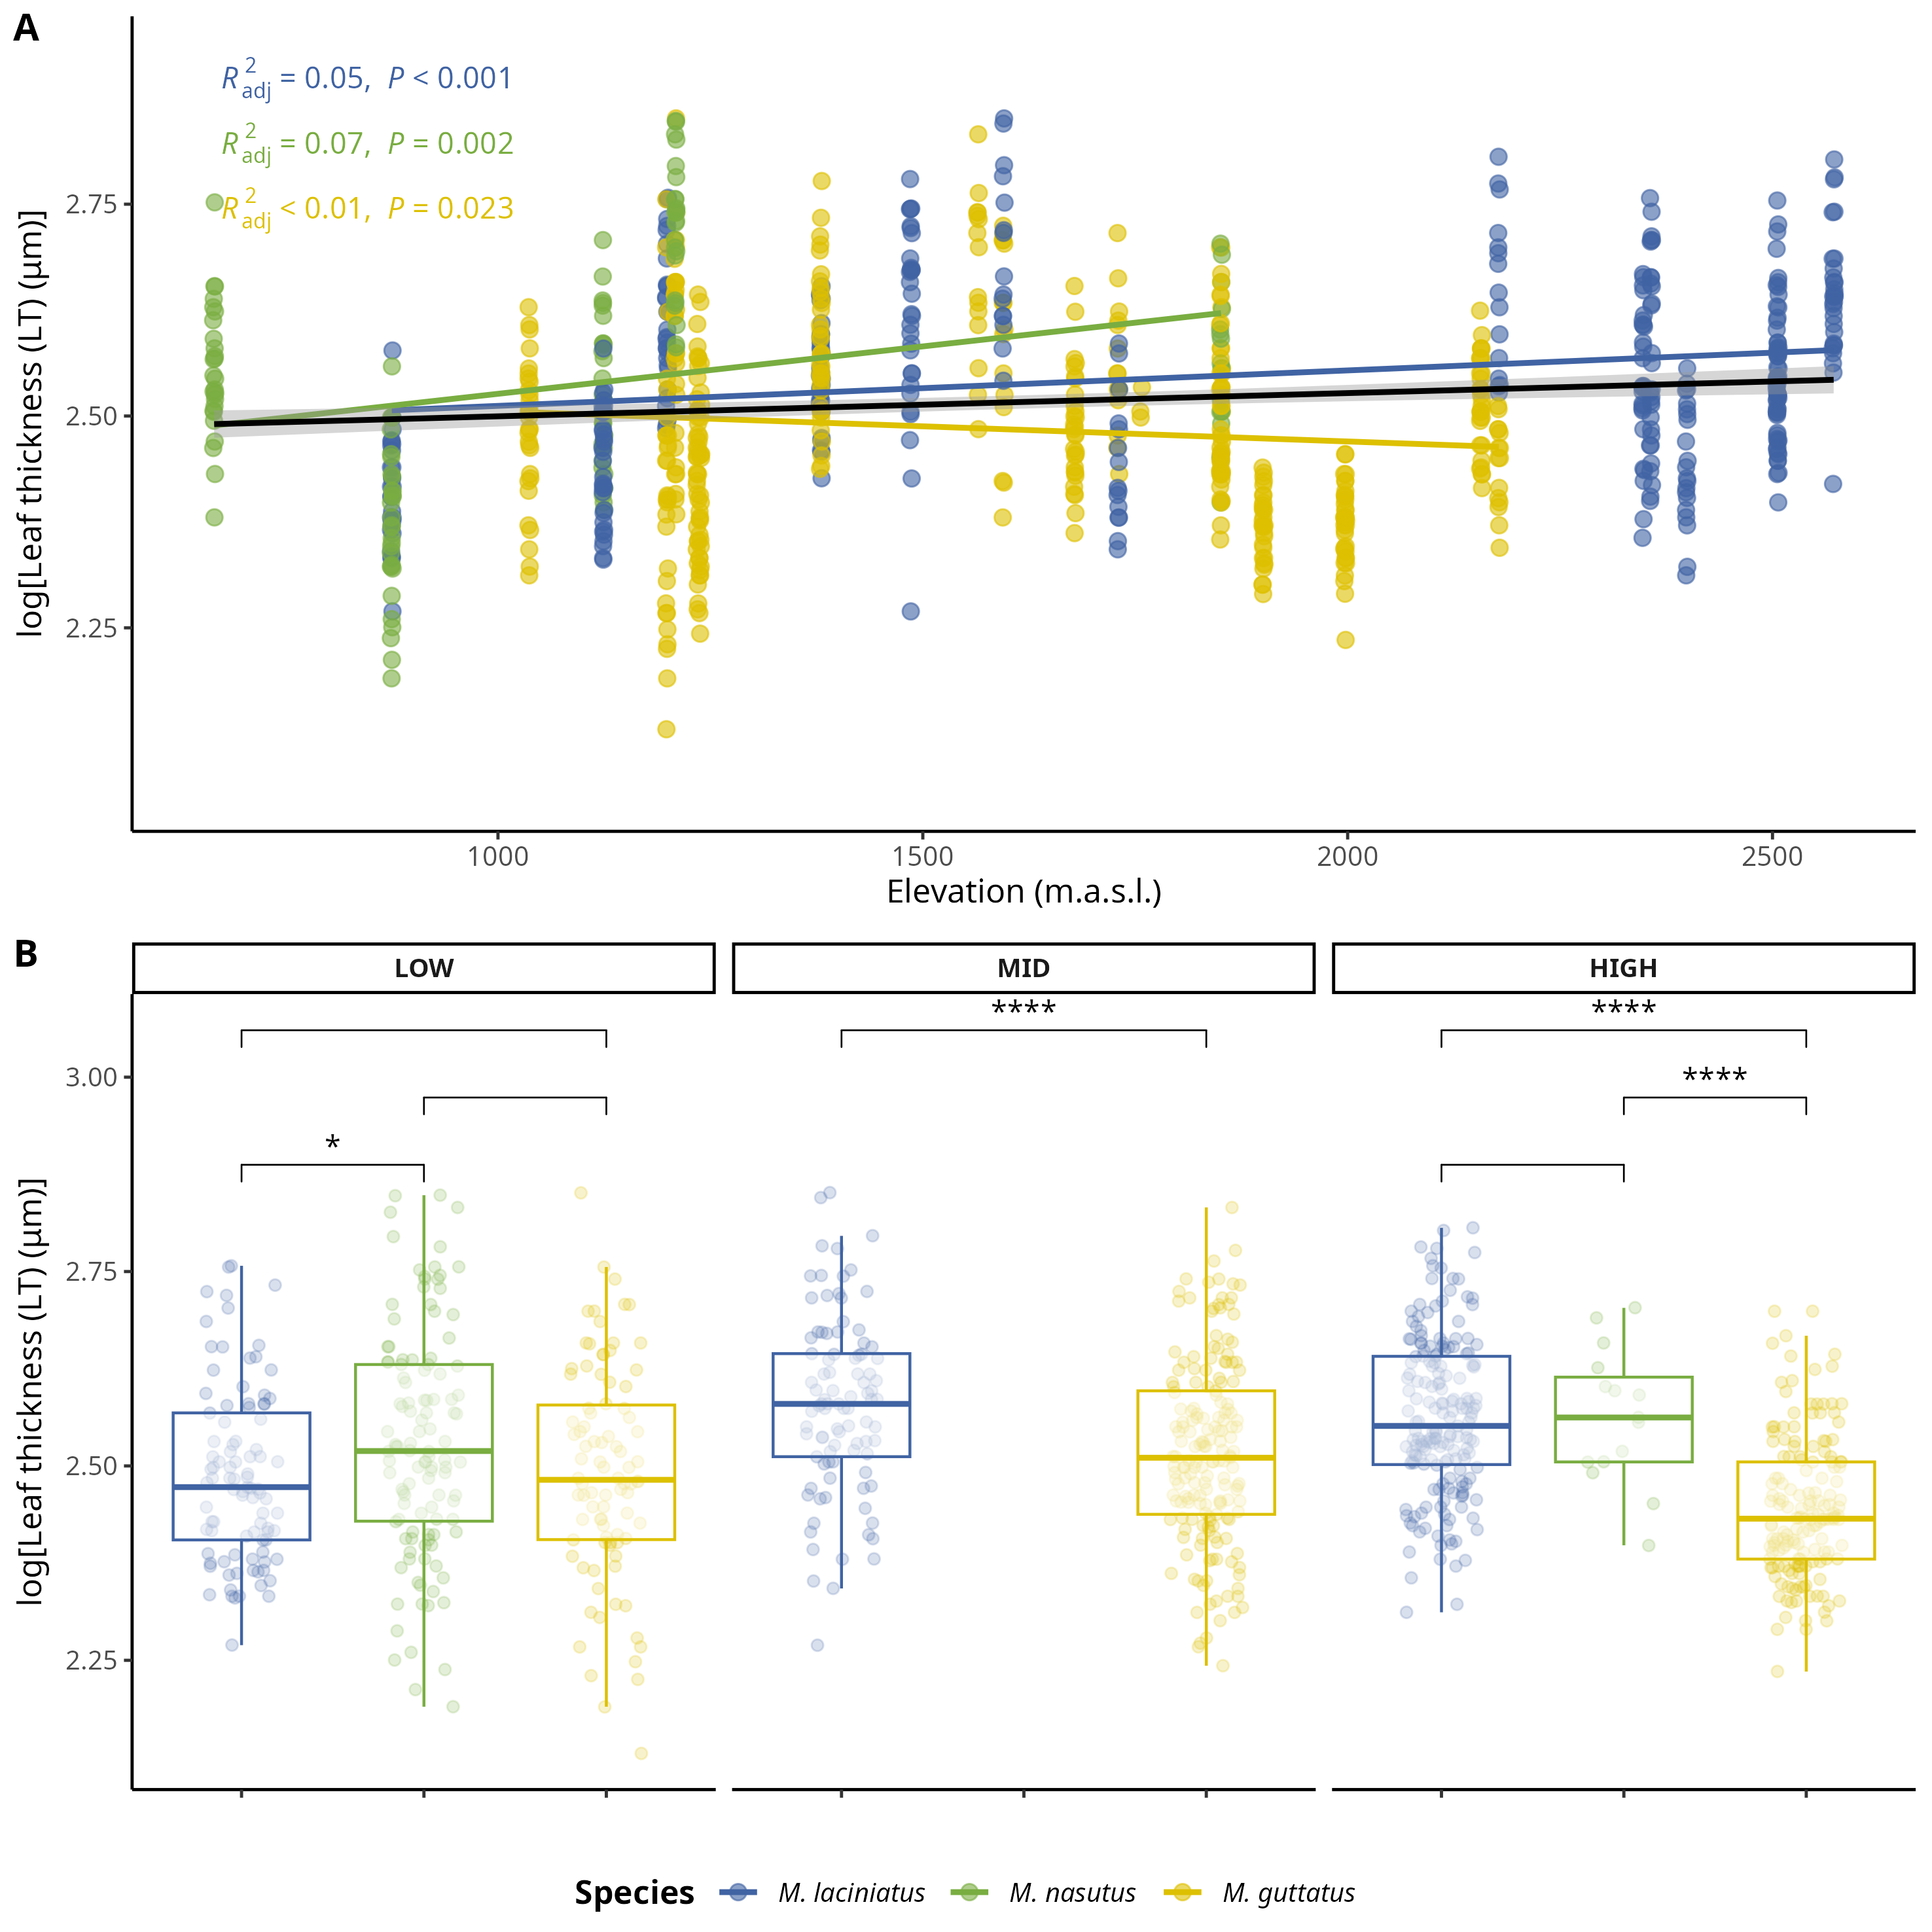 A
R²adj = 0.05, P < 0.001
R²adj = 0.07, P = 0.002
R²adj < 0.01, P = 0.023
log[Leaf thickness (LT) (µm)]
2.75
2.50
2.25
1000 1500 2000 2500
Elevation (m.a.s.l.)
B
LOW MID HIGH
**** ****
****
*
log[Leaf thickness (LT) (µm)]
3.00
2.75
2.50
2.25
Species M. laciniatus M. nasutus M. guttatus